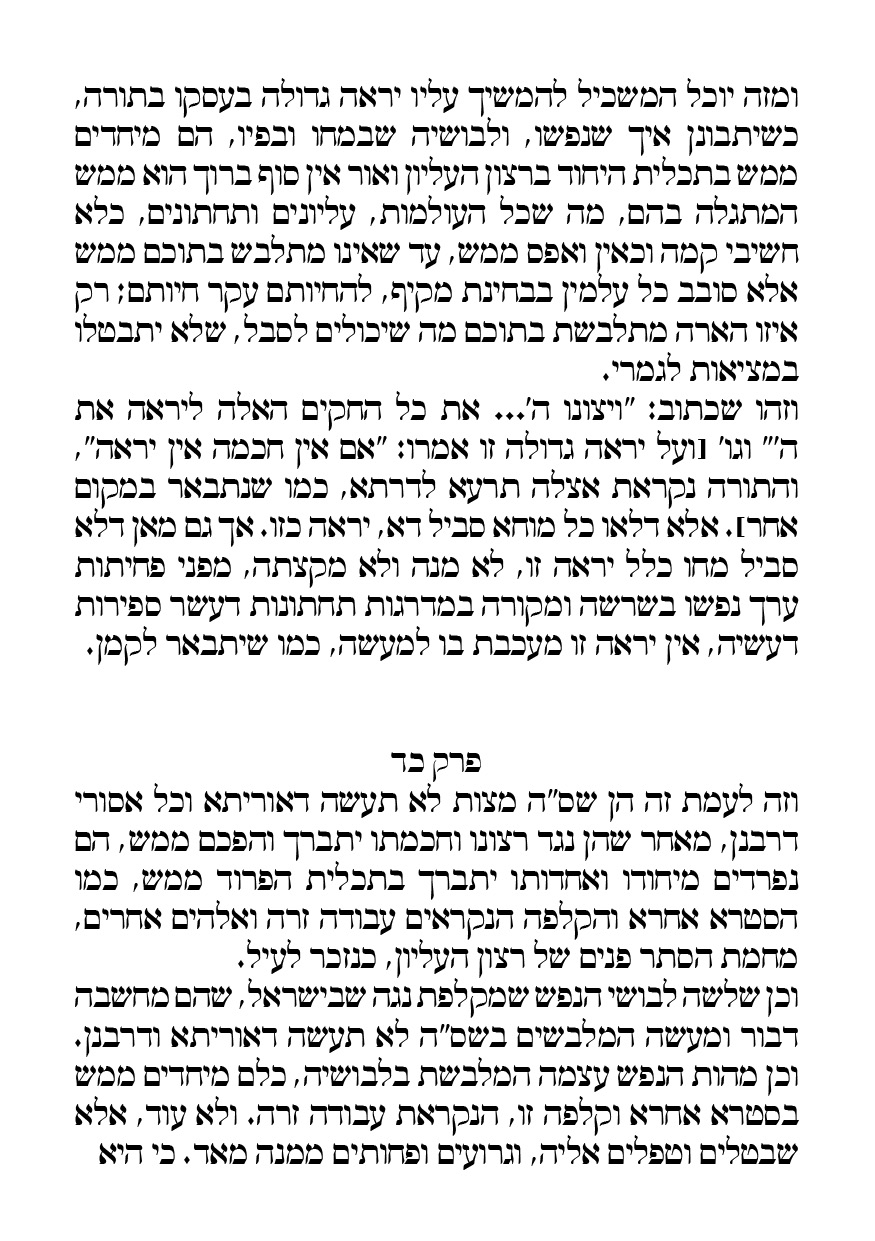 ומזה יוכל המשכיל להמשיך עליו יראה גדולה בעסקו בתורה,
כשיתבונן איך שנפשו, ולבושיה שבמחו ובפיו, הם מיחדים
ממש בתכלית היחוד ברצון העליון ואור אין סוף ברוך הוא ממש
המתגלה בהם, מה שכל העולמות, עליונים ותחתונים, כלא
חשיבי קמה וכאין ואפס ממש, עד שאינו מתלבש בתוכם ממש
אלא סובב כל עלמין בבחינת מקיף, להחיותם עקר חיותם; רק
איזו הארה מתלבשת בתוכם מה שיכולים לסבל, שלא יתבטלו
במציאות לגמרי.
וזהו שכתוב: "ויצונו ה'... את כל החקים האלה ליראה את
ה'" וגו' [ועל יראה גדולה זו אמרו: "אם אין חכמה אין יראה",
והתורה נקראת אצלה תרעא לדרתא, כמו שנתבאר במקום
אחר]. אלא דלאו כל מוחא סביל דא, יראה כזו. אך גם מאן דלא
סביל מחו כלל יראה זו, לא מנה ולא מקצתה, מפני פחיתות
ערך נפשו בשרשה ומקורה במדרגות תחתונות דעשר ספירות
דעשיה, אין יראה זו מעכבת בו למעשה, כמו שיתבאר לקמן.
פרק כד
וזה לעמת זה הן שס"ה מצות לא תעשה דאוריתא וכל אסורי
דרבנן, מאחר שהן נגד רצונו וחכמתו יתברך והפכם ממש, הם
נפרדים מיחודו ואחדותו יתברך בתכלית הפרוד ממש, כמו
הסטרא אחרא והקלפה הנקראים עבודה זרה ואלהים אחרים,
מחמת הסתר פנים של רצון העליון, כנזכר לעיל.
וכן שלשה לבושי הנפש שמקלפת נגה שבישראל, שהם מחשבה
דבור ומעשה המלבשים בשס"ה לא תעשה דאוריתא ודרבנן.
וכן מהות הנפש עצמה המלבשת בלבושיה, כלם מיחדים ממש
בסטרא אחרא וקלפה זו, הנקראת עבודה זרה. ולא עוד, אלא
שבטלים וטפלים אליה, וגרועים ופחותים ממנה מאד. כי היא